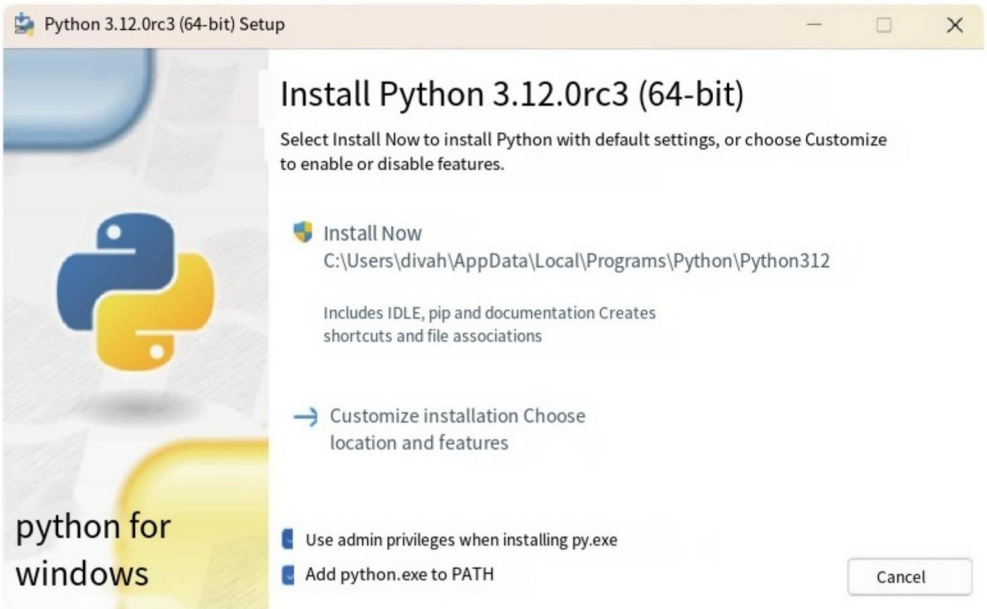 Python 3.12.0rc3 (64-bit) Setup
Install Python 3.12.0rc3 (64-bit)
Select Install Now to install Python with default settings, or choose Customize
to enable or disable features.
Install Now
C:\Users\divah\AppData\Local\Programs\Python\Python312
Includes IDLE, pip and documentation Creates
shortcuts and file associations
Customize installation Choose
location and features
python for
windows
Use admin privileges when installing py.exe
Add python.exe to PATH
Cancel